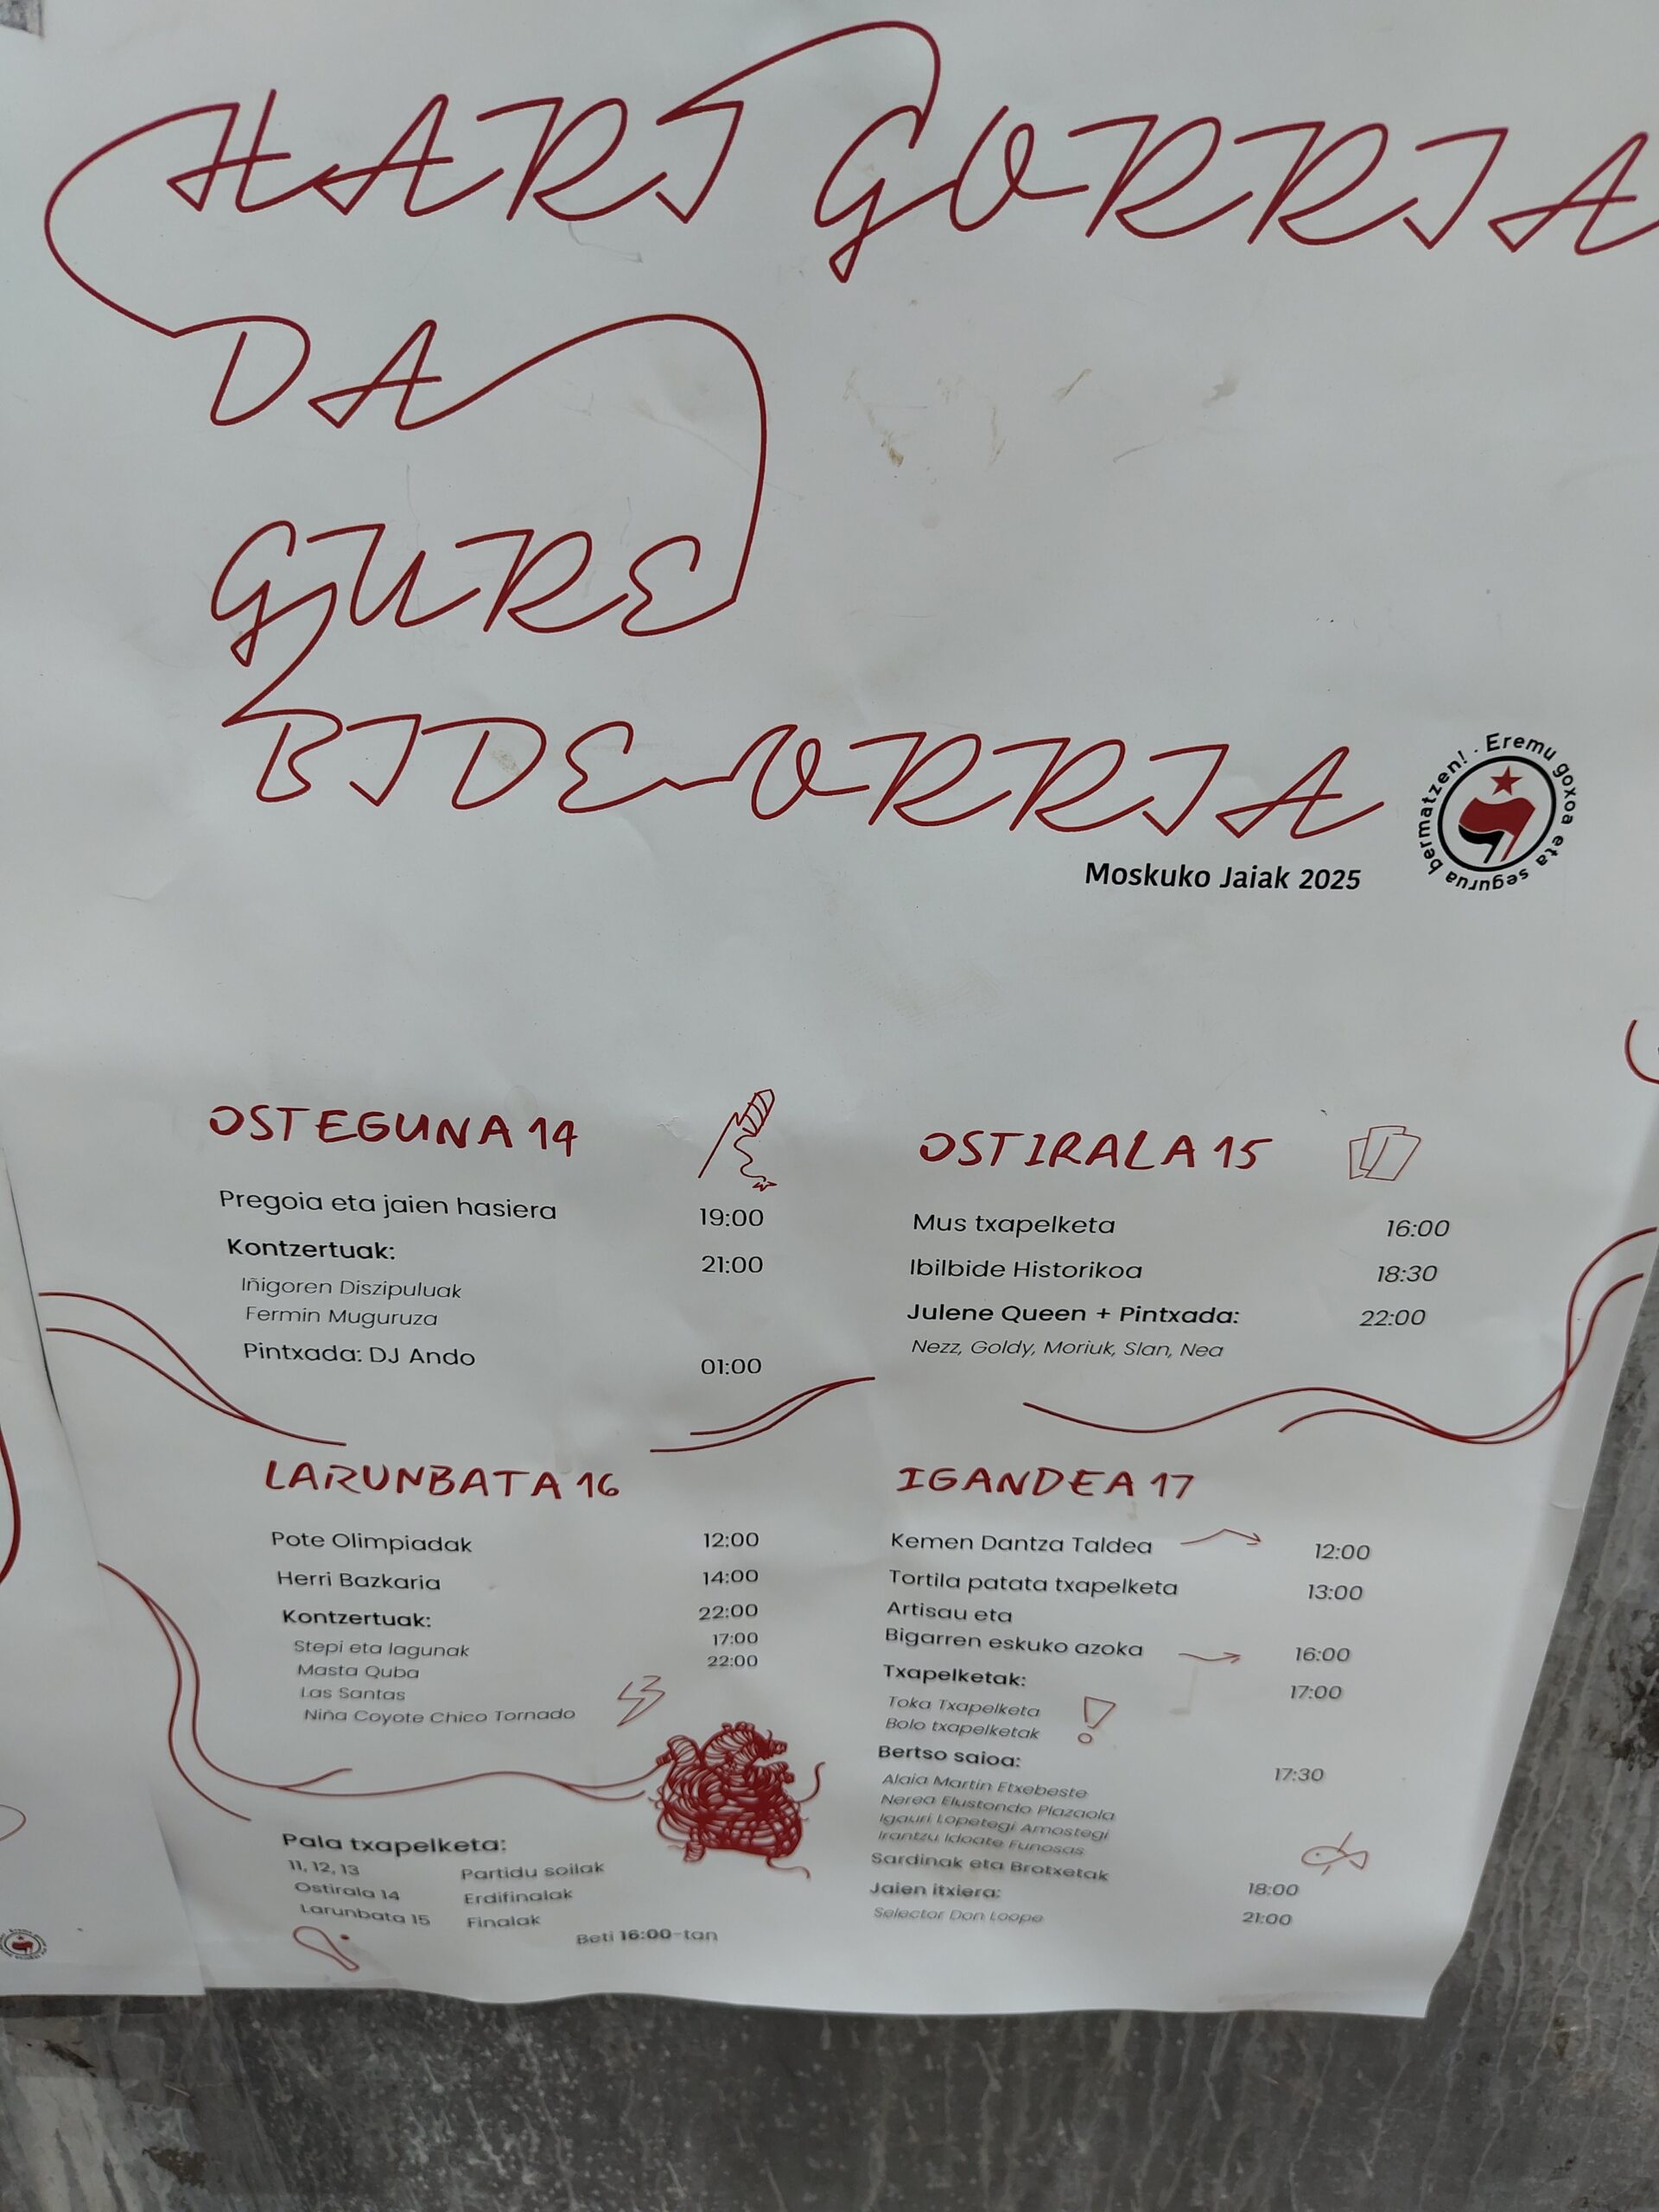 HARI GORRIA
DA
GURE
BIDE-ORRIA
Eremu goxoa eta segurua bermatzen! ·
Moskuko Jaiak 2025
OSTEGUNA 14
Pregoia eta jaien hasiera 19:00
Kontzertuak: 21:00
Iñigoren Diszipuluak
Fermin Muguruza
Pintxada: DJ Ando 01:00
OSTIRALA 15
Mus txapelketa 16:00
Ibilbide Historikoa 18:30
Julene Queen + Pintxada: 22:00
Nezz, Goldy, Moriuk, Slan, Nea
LARUNBATA 16
Pote Olimpiadak 12:00
Herri Bazkaria 14:00
Kontzertuak: 22:00
Stepi eta lagunak 17:00
Masta Quba 22:00
Las Santas
Niña Coyote Chico Tornado
Pala txapelketa:
11, 12, 13 Partidu soilak
Ostirala 14 Erdifinalak
Larunbata 15 Finalak
Beti 16:00-tan
IGANDEA 17
Kemen Dantza Taldea 12:00
Tortila patata txapelketa 13:00
Artisau eta
Bigarren eskuko azoka 16:00
Txapelketak: 17:00
Toka Txapelketa
Bolo txapelketak
Bertso saioa: 17:30
Alaia Martin Etxebeste
Nerea Elustondo Plazaola
Igauri Lopetegi Amostegi
Irantzu Idoate Funosas
Sardinak eta Brotxetak 18:00
Jaien itxiera: 21:00
Selector Don Loope